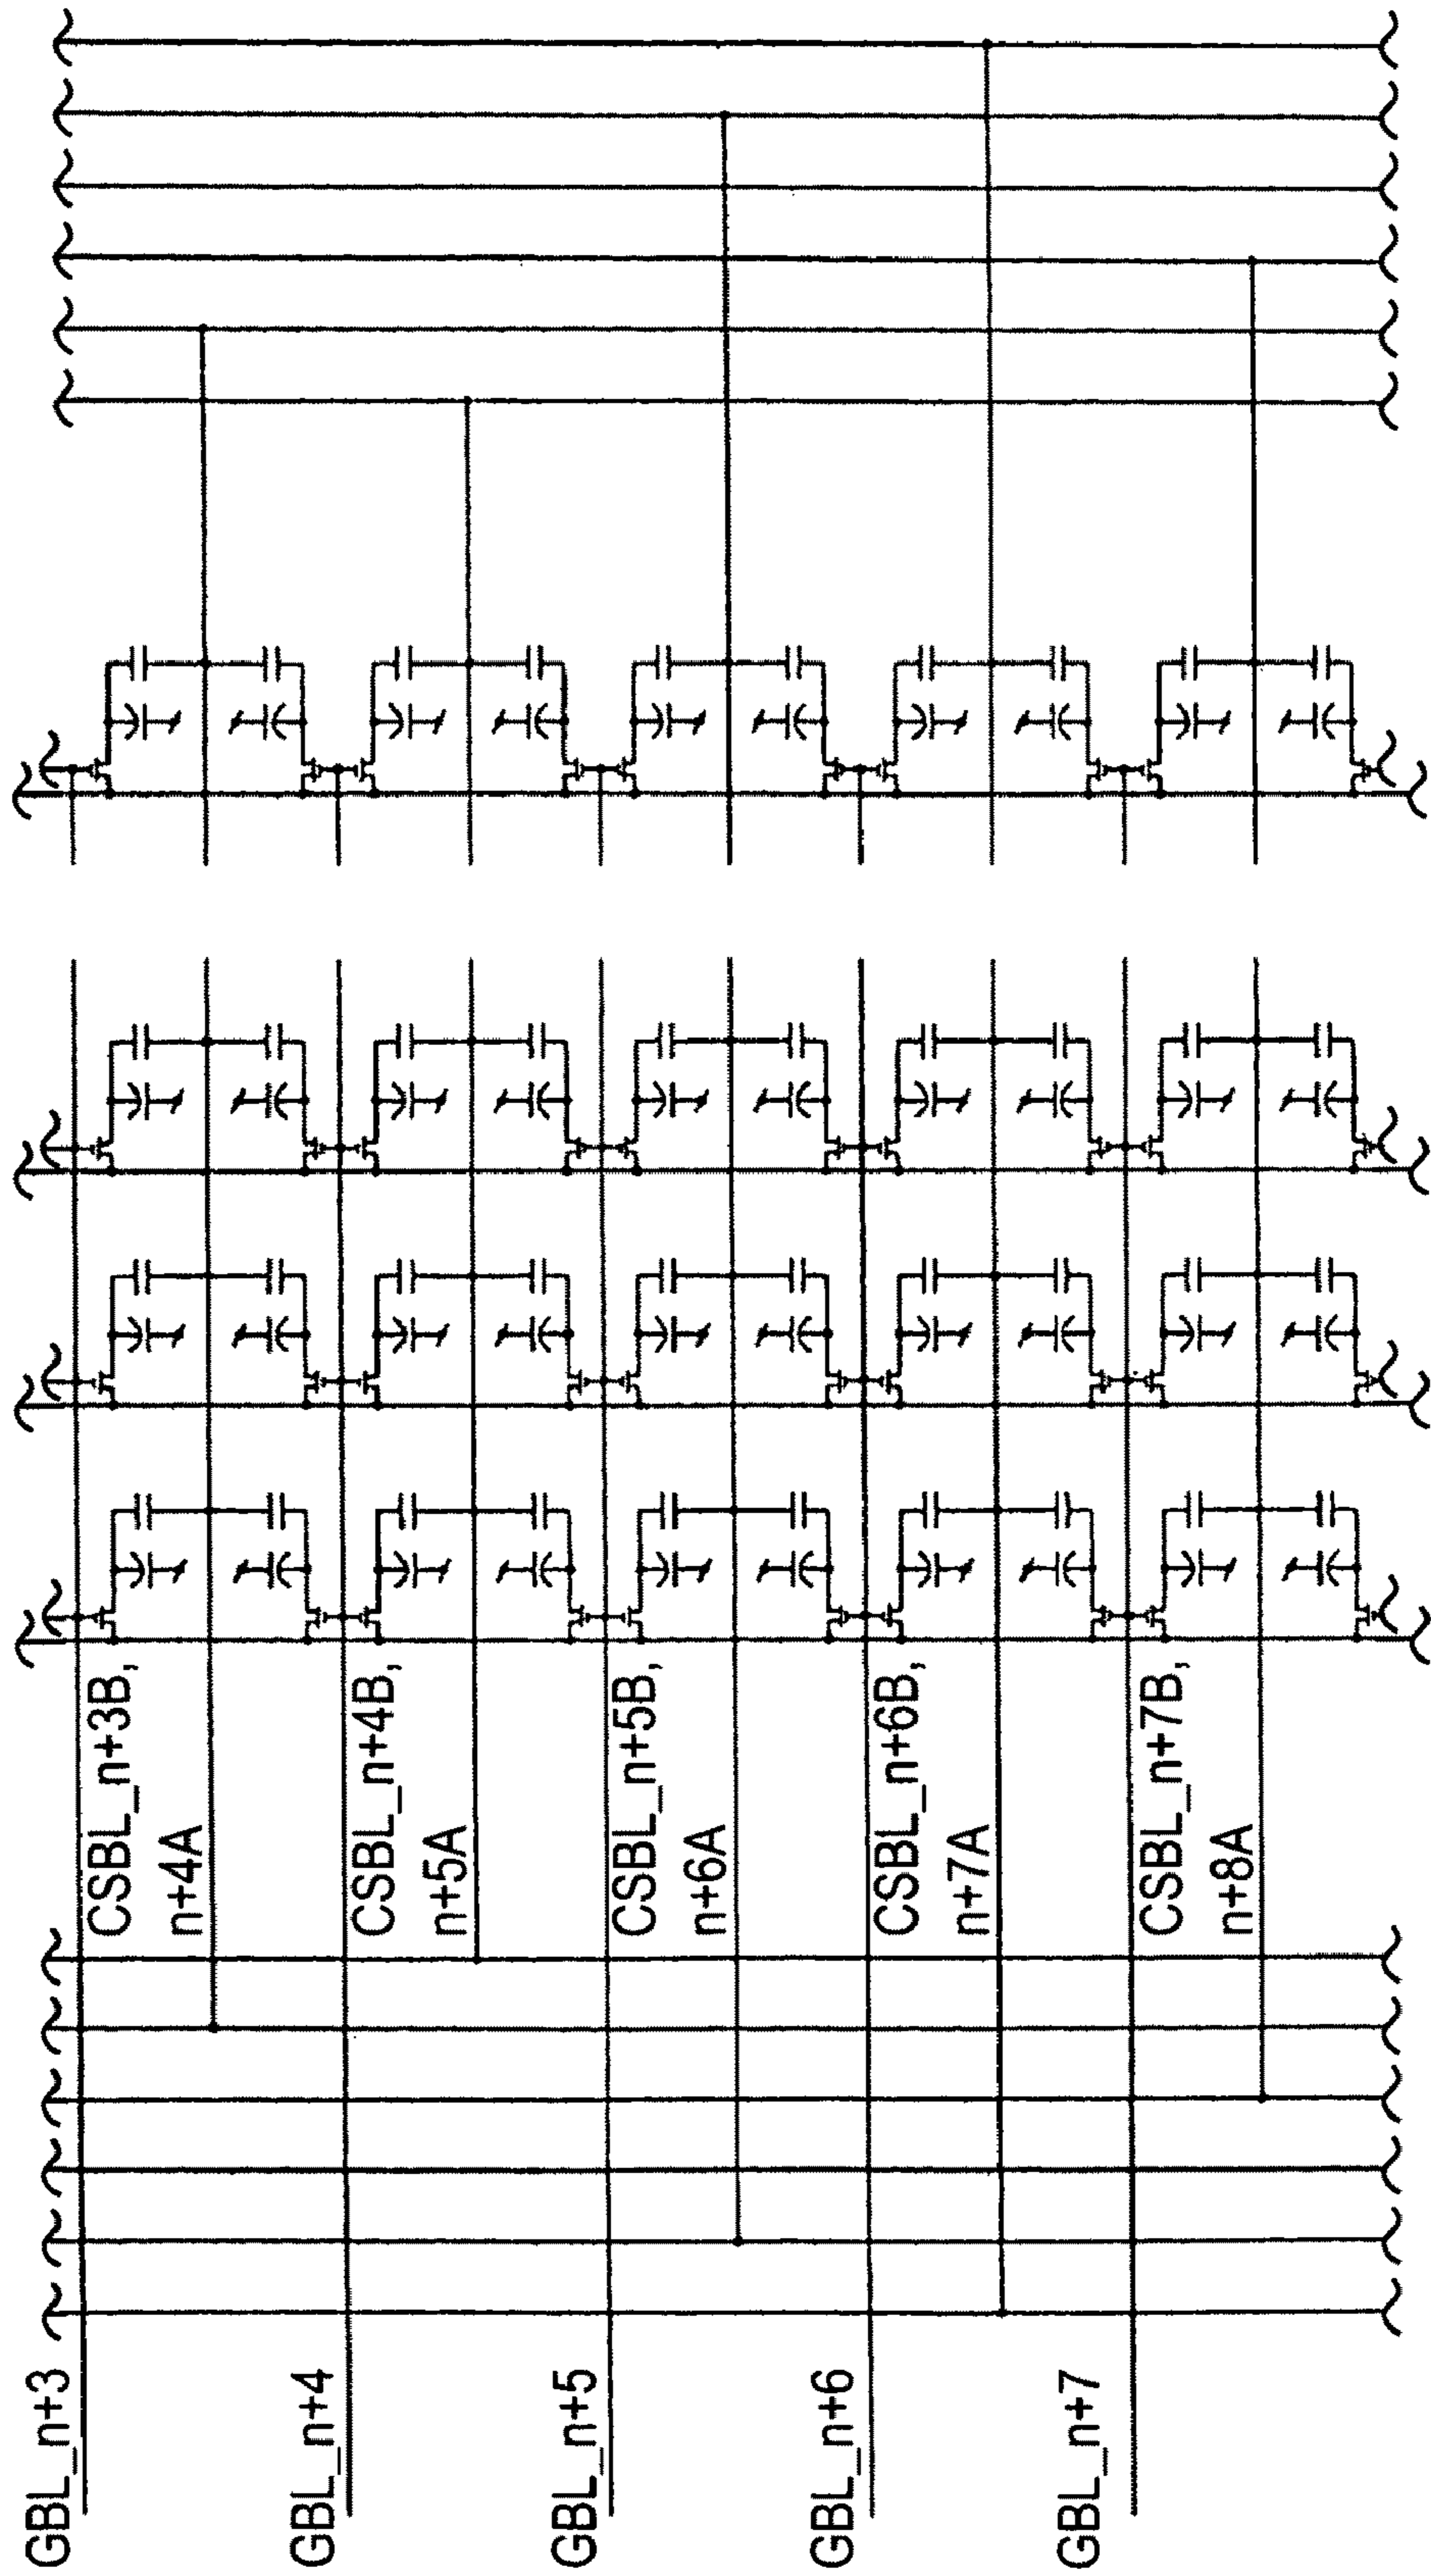 GBL_n+3
CSBL_n+3B,
n+4A
GBL_n+4
CSBL_n+4B,
n+5A
GBL_n+5
CSBL_n+5B,
n+6A
GBL_n+6
CSBL_n+6B,
n+7A
GBL_n+7
CSBL_n+7B,
n+8A